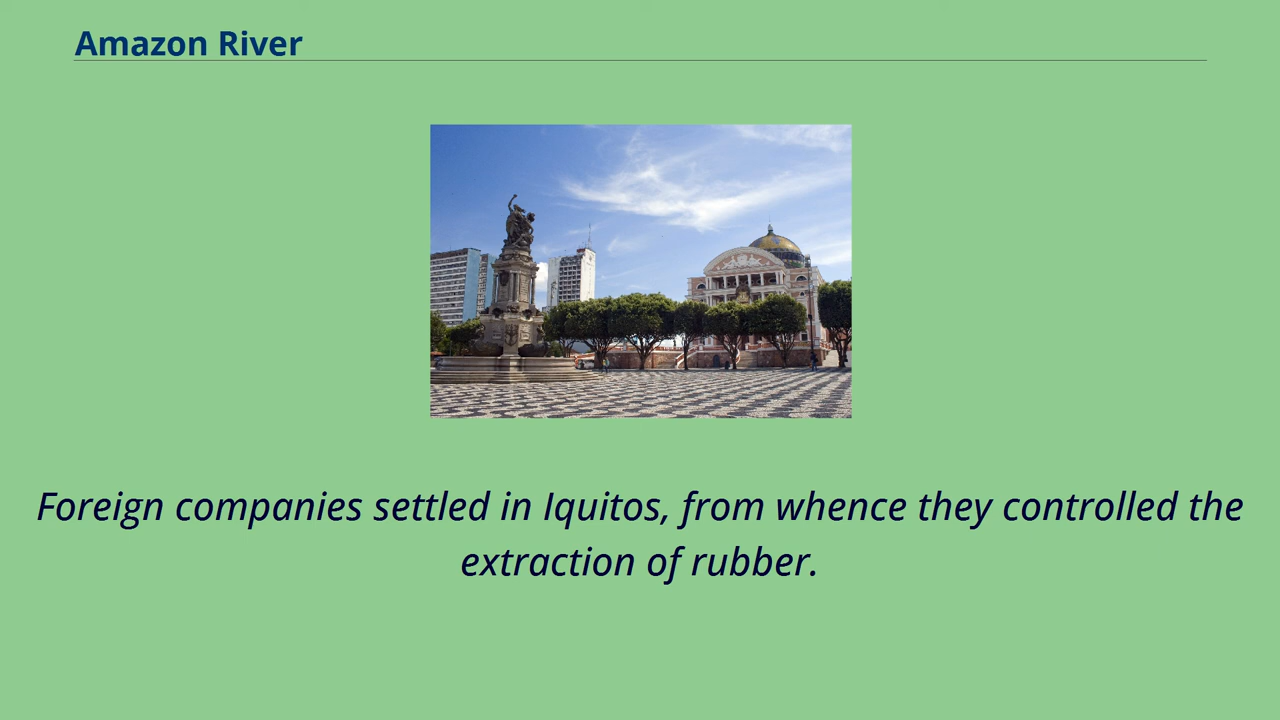 Amazon River
Foreign companies settled in Iquitos, from whence they controlled the
extraction of rubber.